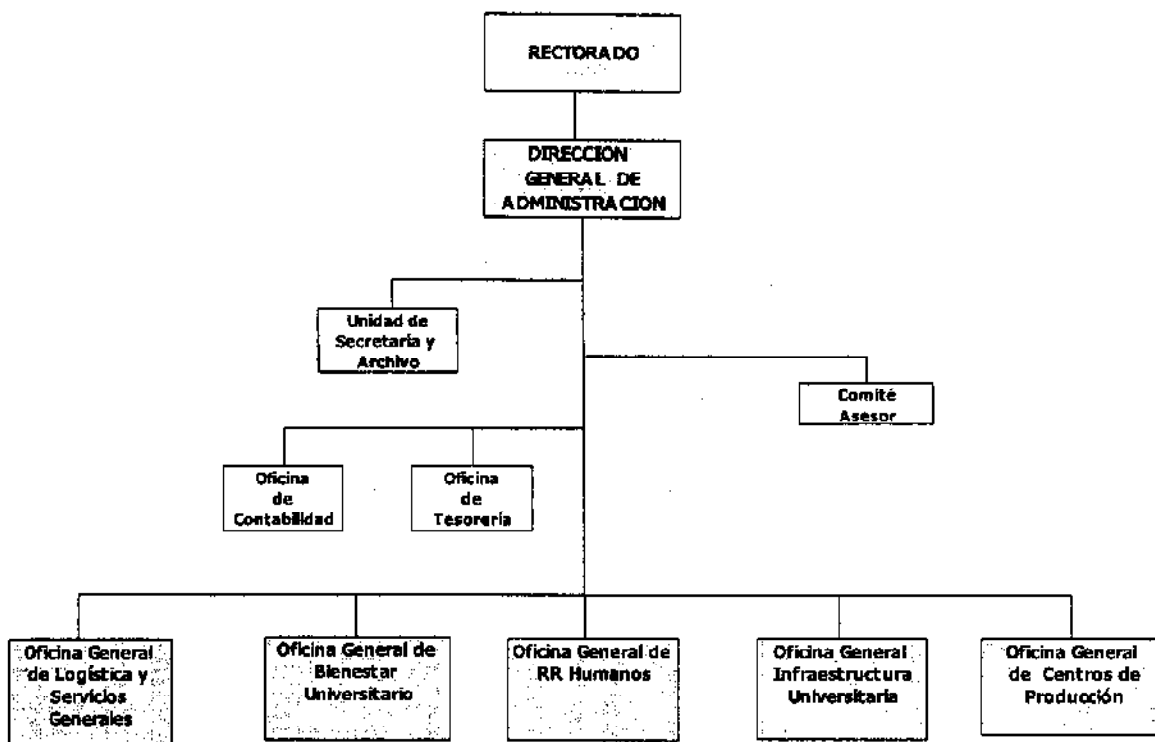 RECTORADO
DIRECCION
GENERAL DE
ADMINISTRACION
Unidad de
Secretaría y
Archivo
Comité
Asesor
Oficina
de
Contabilidad
Oficina
de
Tesorería
Oficina General
de Logística y
Servicios
Generales
Oficina General de
Bienestar
Universitario
Oficina General de
RR Humanos
Oficina General
Infraestructura
Universitaria
Oficina General
de Centros de
Producción